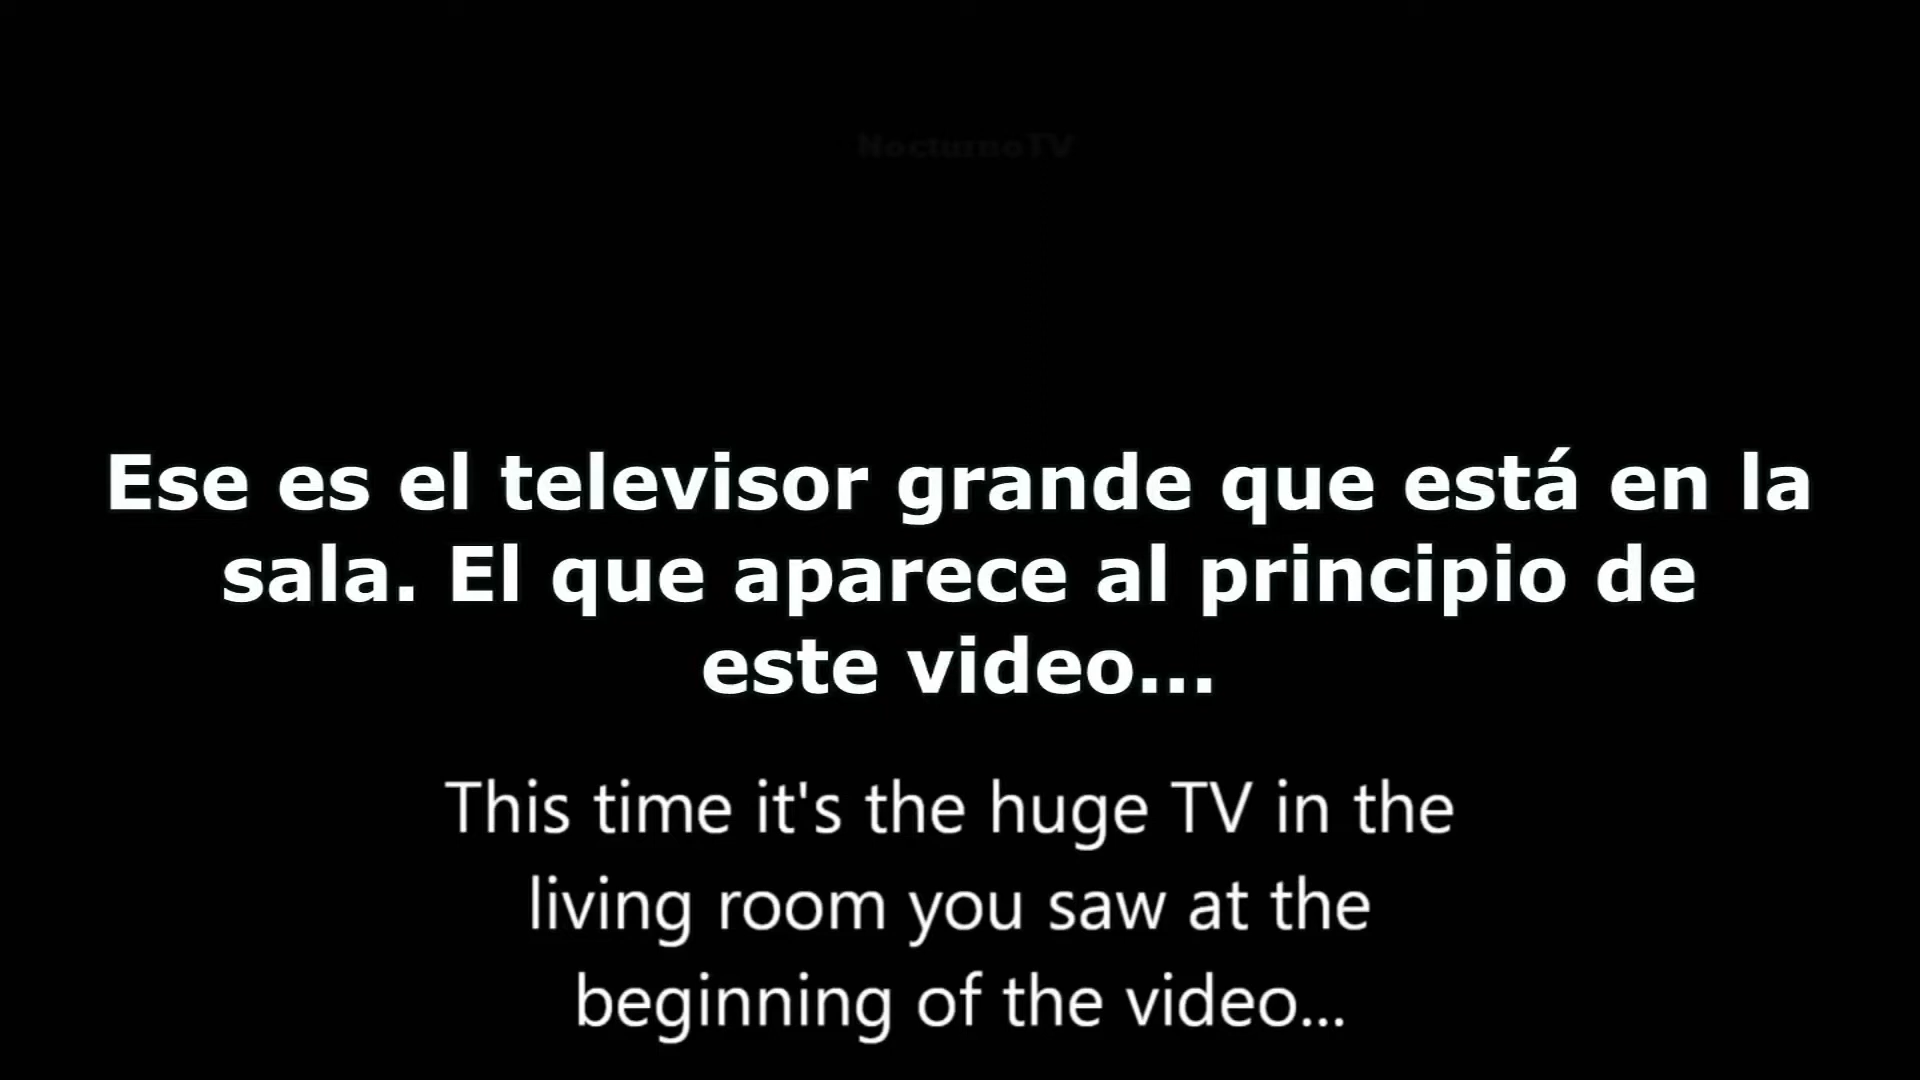 NocturnoTV
Ese es el televisor grande que está en la
sala. El que aparece al principio de
este video...
This time it's the huge TV in the
living room you saw at the
beginning of the video...